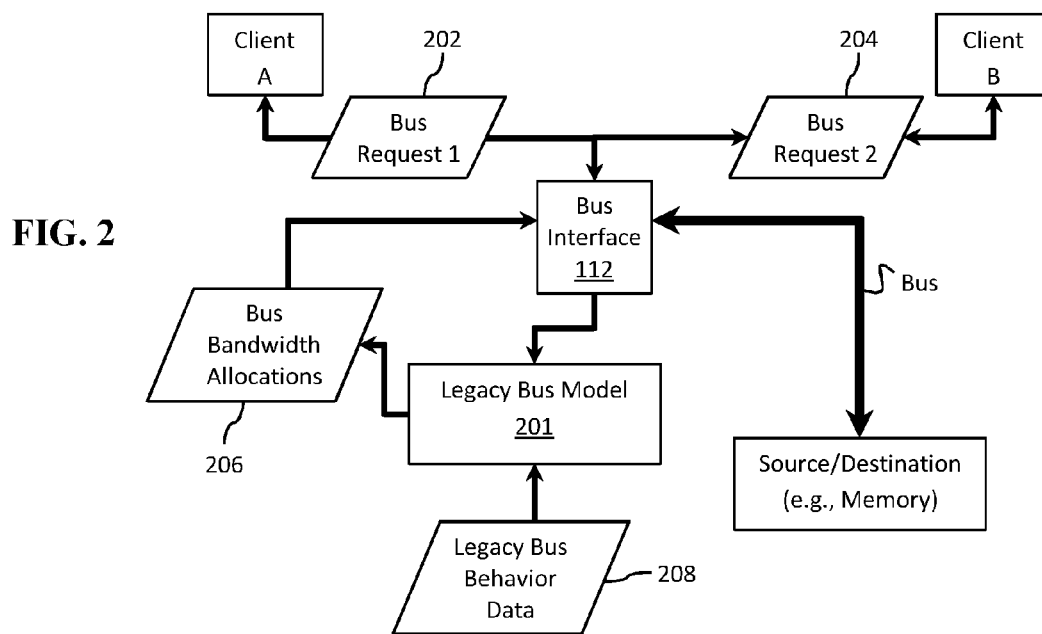 202
204
Client
A
Client
B
Bus
Request 1
Bus
Request 2
FIG. 2
Bus
Interface
112
Bus
Bus
Bandwidth
Allocations
Legacy Bus Model
201
206
Source/Destination
(e.g., Memory)
Legacy Bus
Behavior
Data
208